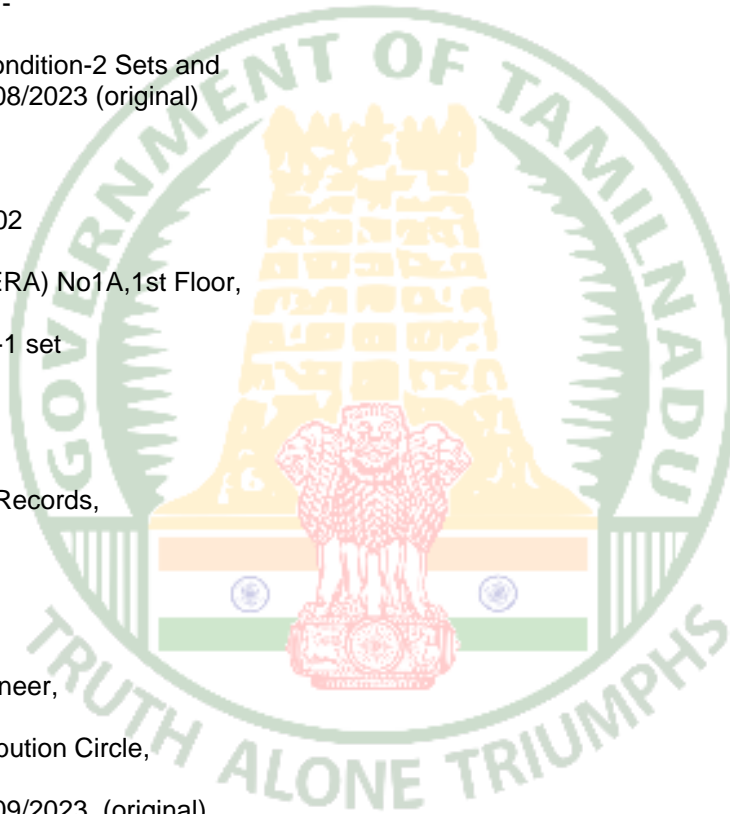 -
ondition-2 Sets and
08/2023 (original)
02
ERA) No1A,1st Floor,
-1 set
Records,
neer,
bution Circle,
09/2023 (original)
GOVERNMENT OF TAMILNADU
TRUTH ALONE TRIUMPHS